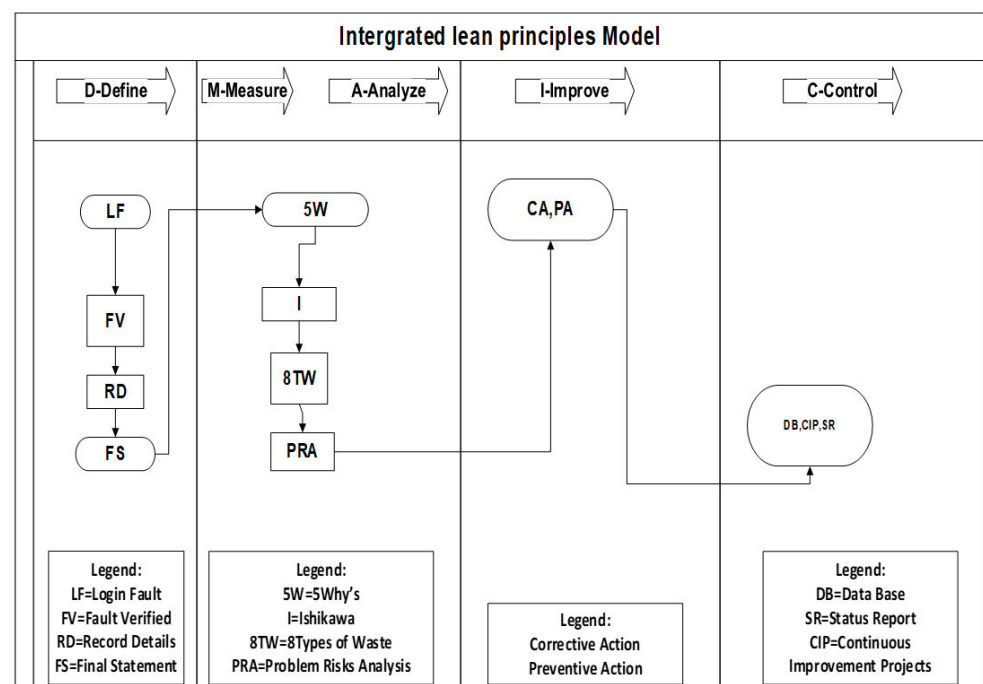 Intergrated lean principles Model
D-Define
M-Measure
A-Analyze
I-Improve
C-Control
LF
FV
RD
FS
5W
I
8TW
PRA
CA,PA
DB,CIP,SR
Legend:
LF=Login Fault
FV=Fault Verified
RD=Record Details
FS=Final Statement
Legend:
5W=5Why’s
I=Ishikawa
8TW=8Types of Waste
PRA=Problem Risks Analysis
Legend:
Corrective Action
Preventive Action
Legend:
DB=Data Base
SR=Status Report
CIP=Continuous
Improvement Projects